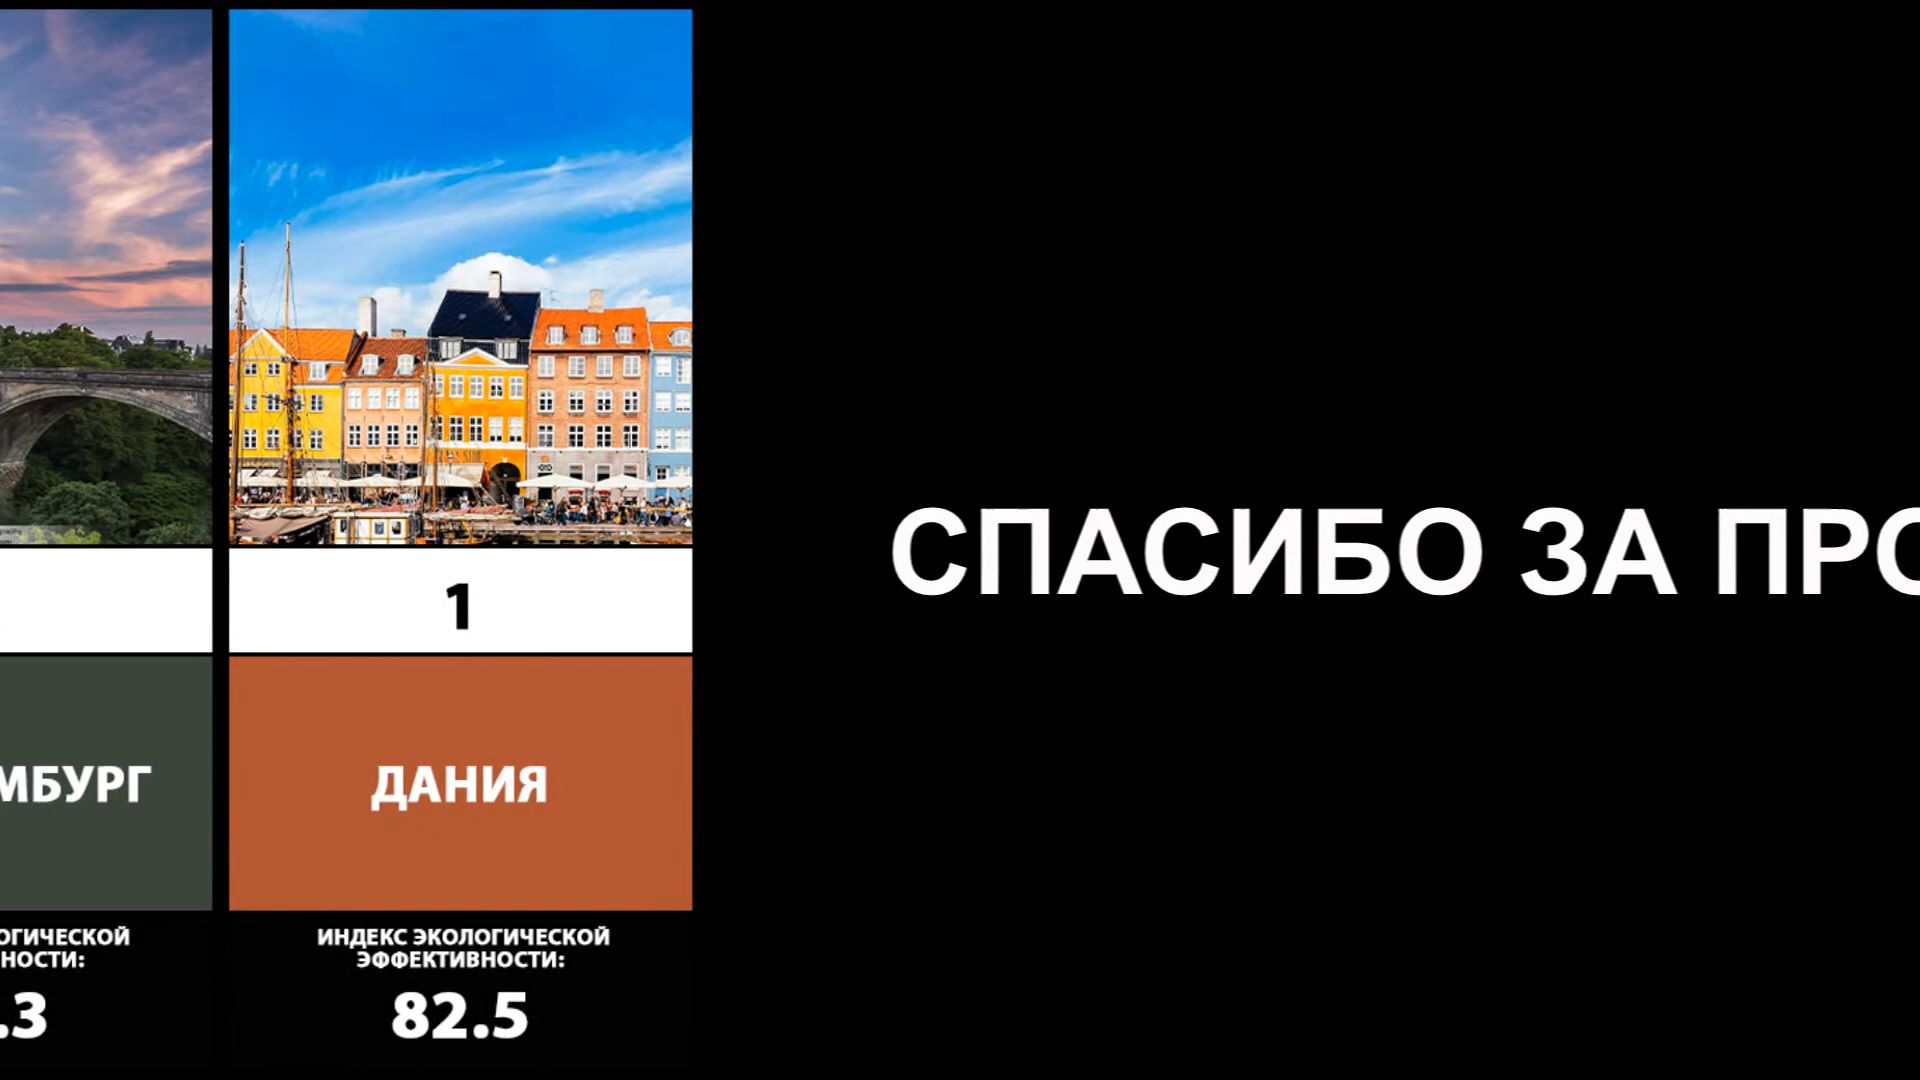 1
МБУРГ
ДАНИЯ
ОГИЧЕСКОЙ
НОСТИ:
.3
ИНДЕКС ЭКОЛОГИЧЕСКОЙ
ЭФФЕКТИВНОСТИ:
82.5
СПАСИБО ЗА ПРО